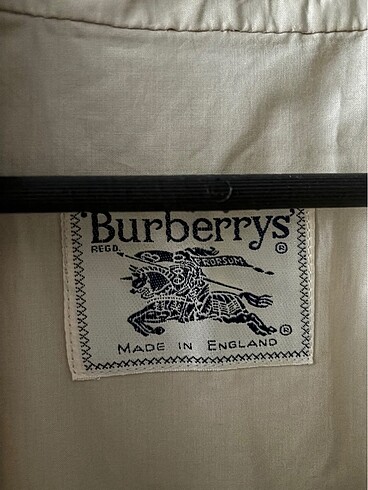 'Burberrys'
REGD. PRORSUM ®
®
MADE IN ENGLAND